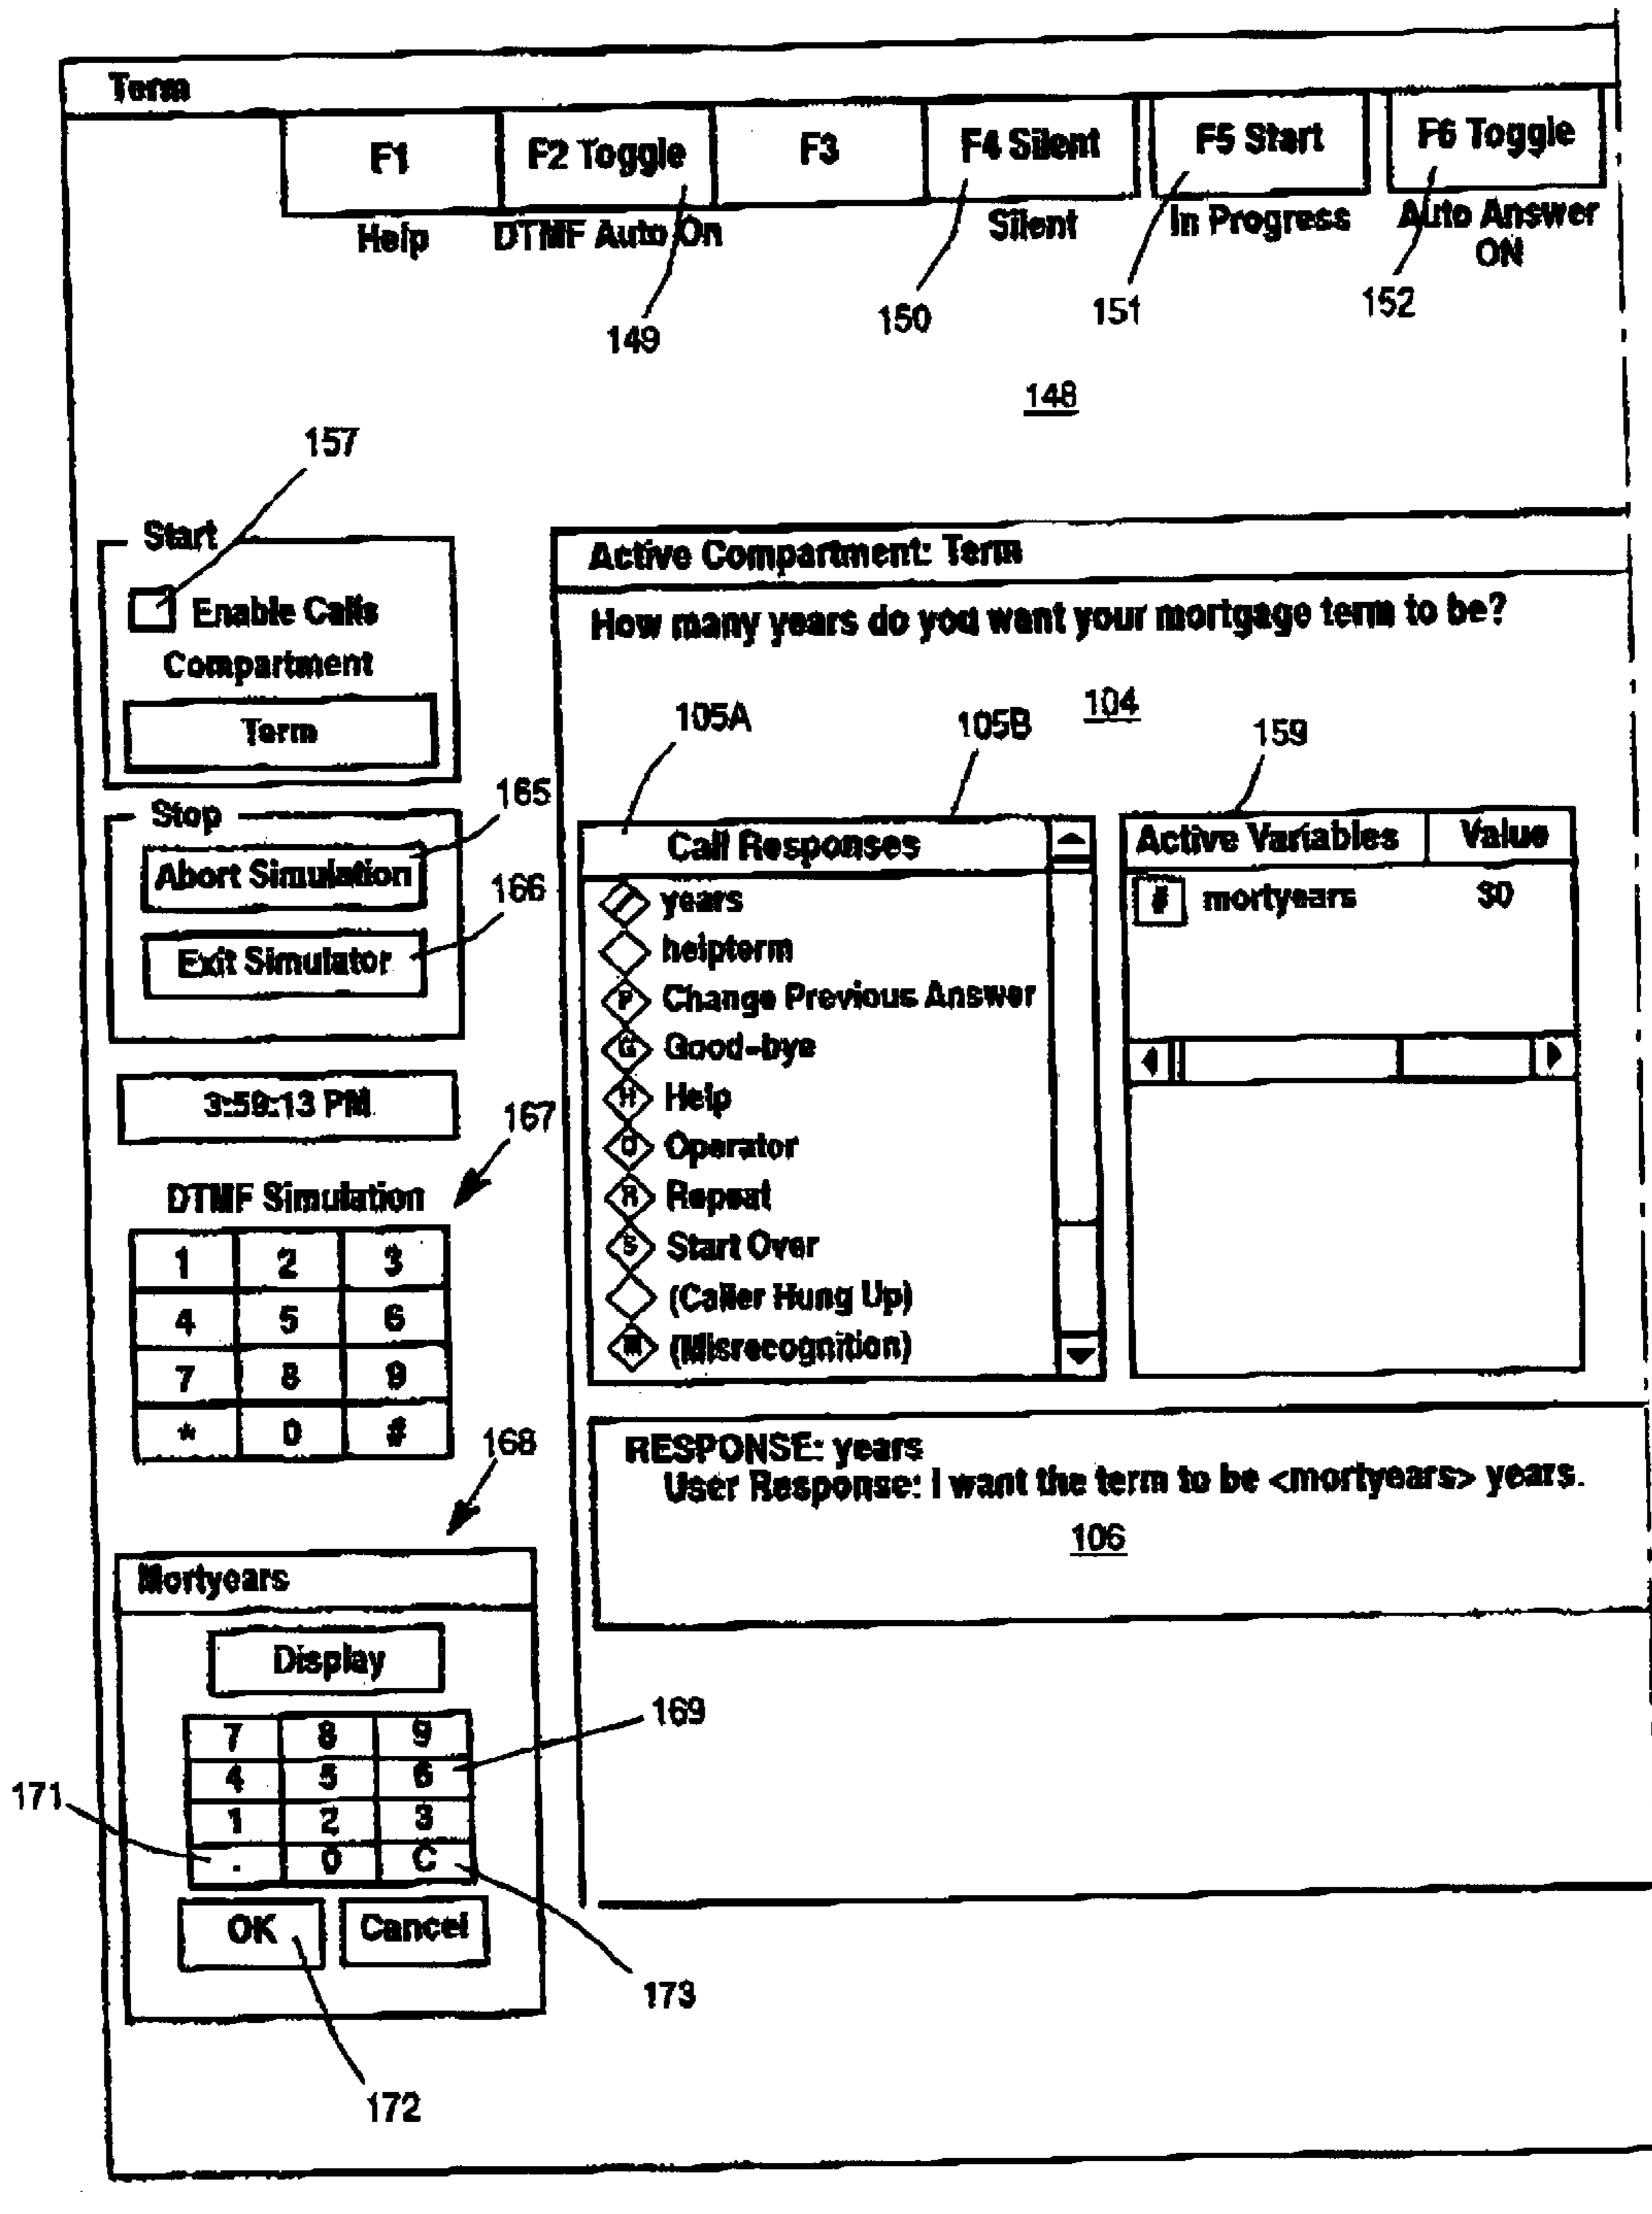 Term
F1
F2 Toggle
F3
F4 Silent
F5 Start
F6 Toggle
Help
DTMF Auto On
Silent
In Progress
Auto Answer
ON
149
150
151
152
148
157
Start
Enable Calls
Compartment
Term
Stop
165
Abort Simulation
166
Exit Simulator
3:59:13 PM
167
DTMF Simulation
1 2 3
4 5 6
7 8 9
* 0 #
168
Mortyears
Display
7 8 9
4 5 6
1 2 3
. 0 C
169
171
OK Cancel
173
172
Active Compartment: Term
How many years do you want your mortgage term to be?
104
105A
105B
159
Call Responses
years
helpterm
P Change Previous Answer
G Good-bye
H Help
O Operator
R Repeat
S Start Over
(Caller Hung Up)
M (Misrecognition)
Active Variables Value
# mortyears 30
RESPONSE: years
User Response: I want the term to be <mortyears> years.
106